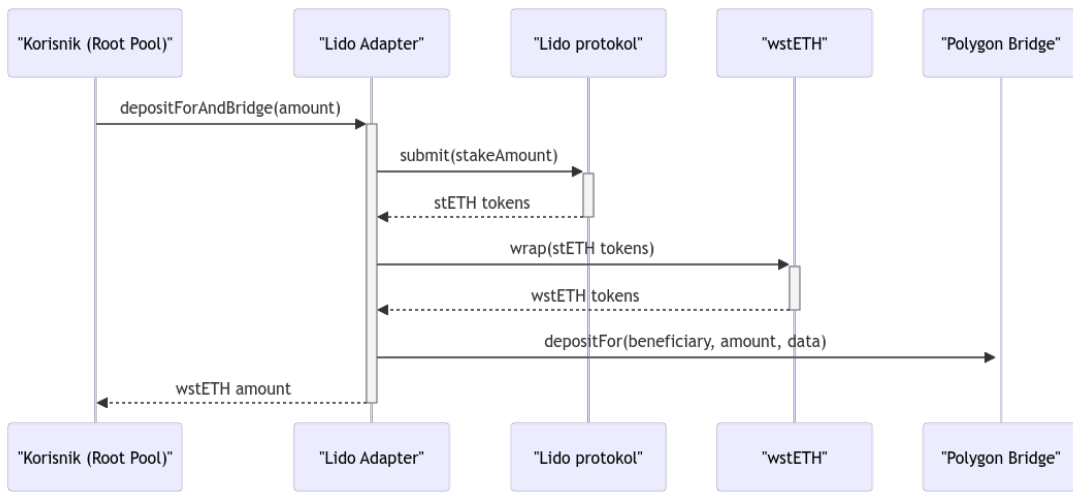 "Korisnik (Root Pool)"
"Lido Adapter"
"Lido protokol"
"wstETH"
"Polygon Bridge"
depositForAndBridge(amount)
submit(stakeAmount)
stETH tokens
wrap(stETH tokens)
wstETH tokens
depositFor(beneficiary, amount, data)
wstETH amount
"Korisnik (Root Pool)"
"Lido Adapter"
"Lido protokol"
"wstETH"
"Polygon Bridge"